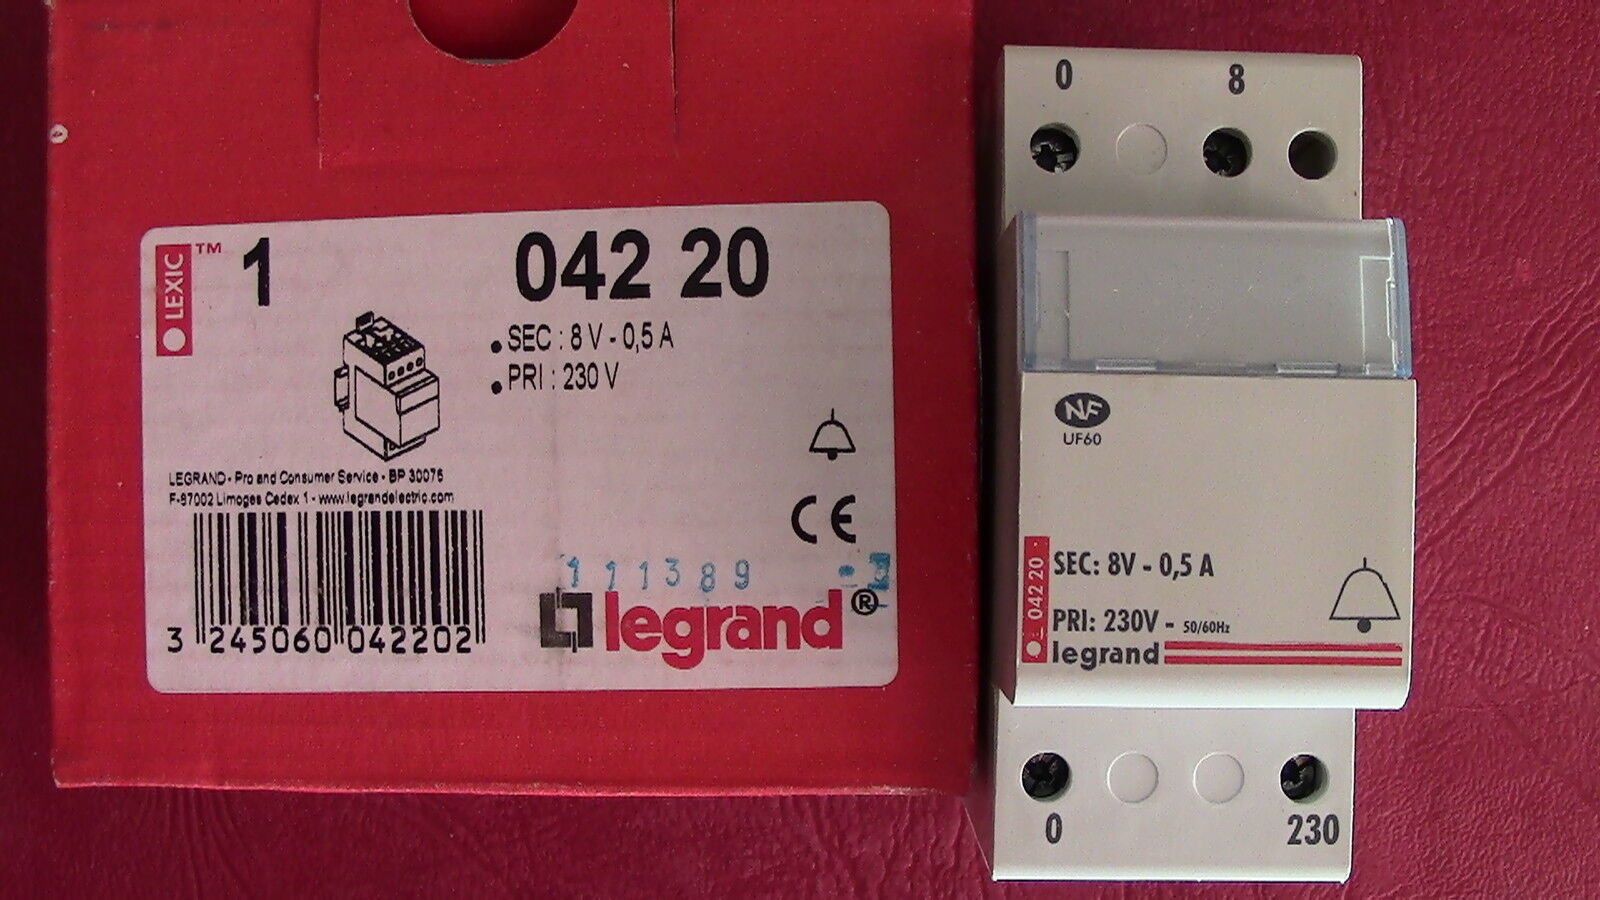 LEXIC
TM
1
042 20
• SEC : 8 V - 0,5 A
• PRI : 230 V
LEGRAND - Pro and Consumer Service - BP 30076
F-87002 Limoges Cedex 1 - www.legrandelectric.com
3 245060 042202
CE
111389
legrand®
0 8
NF
UF60
042 20
SEC: 8V - 0,5 A
PRI: 230V - 50/60Hz
legrand
0 230